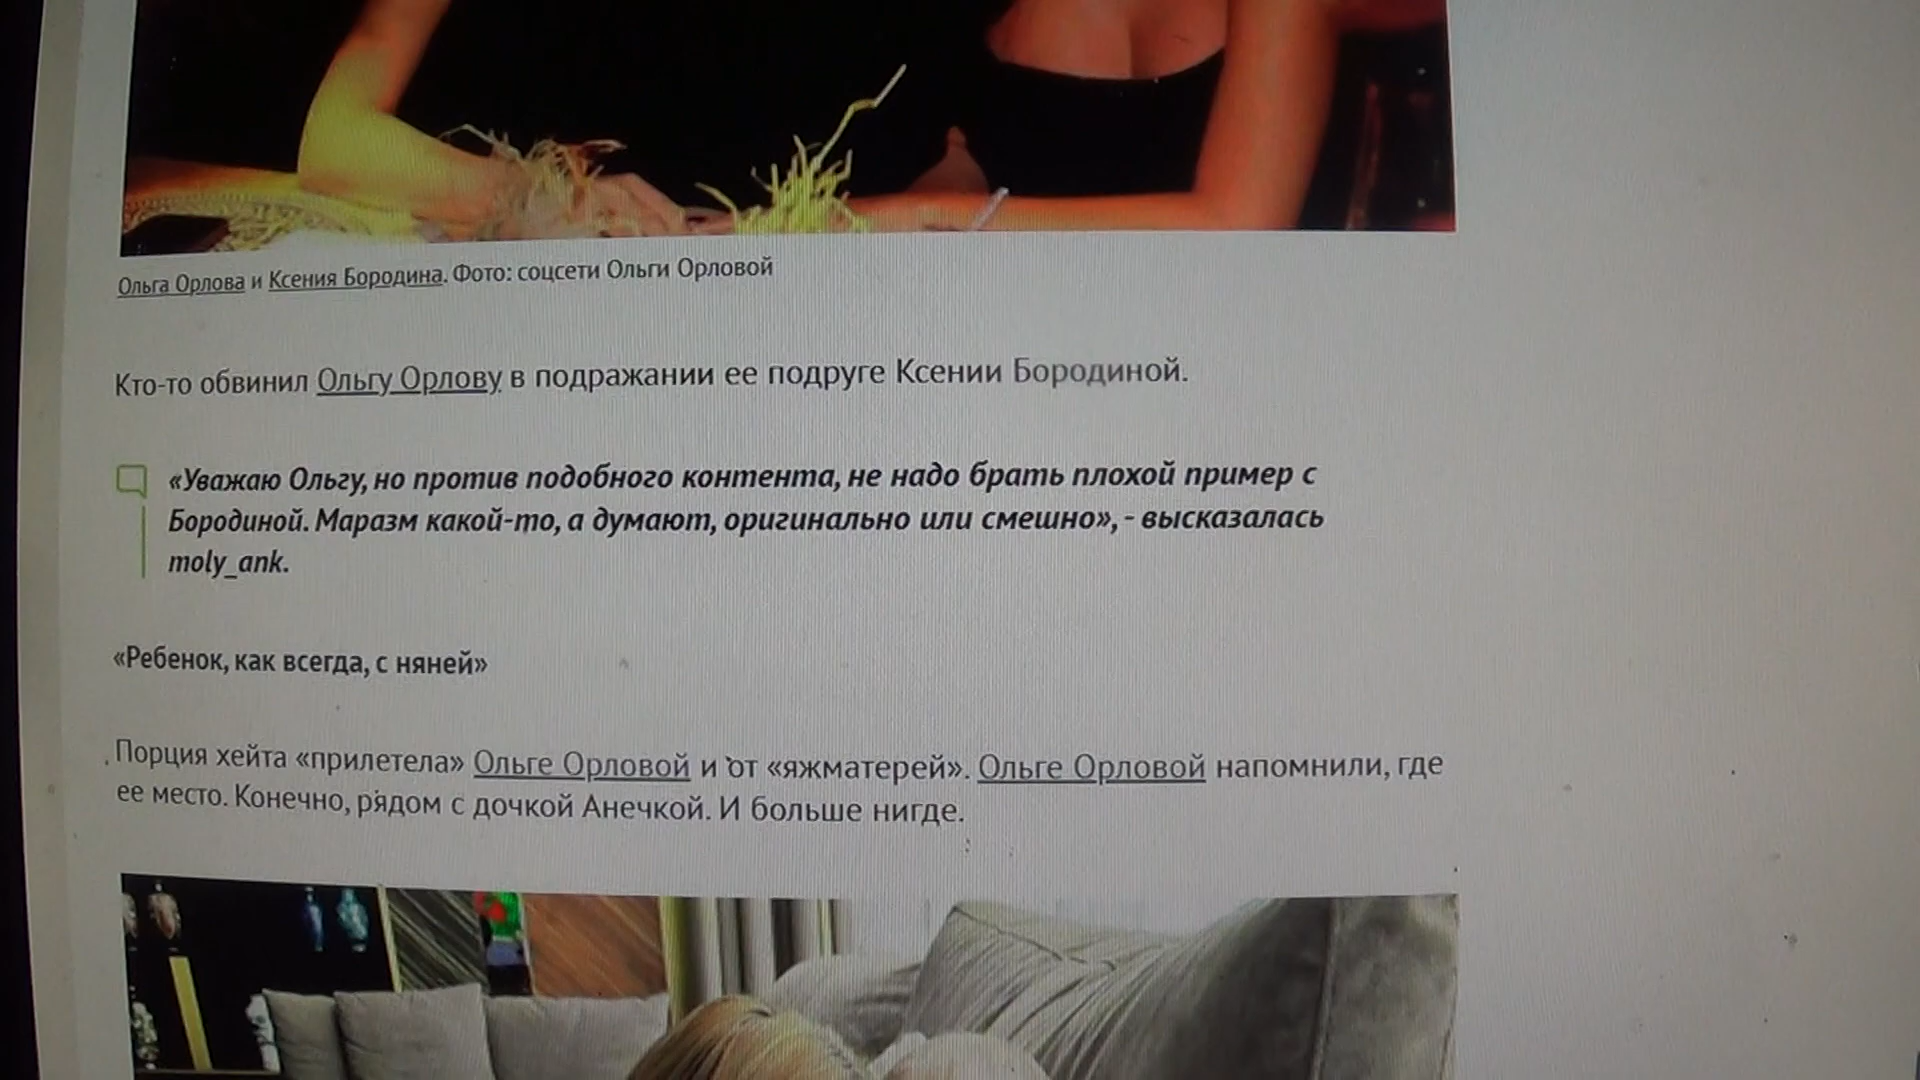 Ольга Орлова и Ксения Бородина. Фото: соцсети Ольги Орловой
Кто-то обвинил Ольгу Орлову в подражании ее подруге Ксении Бородиной.
«Уважаю Ольгу, но против подобного контента, не надо брать плохой пример с
Бородиной. Маразм какой-то, а думают, оригинально или смешно», - высказалась
moly_ank.
«Ребенок, как всегда, с няней»
Порция хейта «прилетела» Ольге Орловой и от «яжматерей». Ольге Орловой напомнили, где
ее место. Конечно, рядом с дочкой Анечкой. И больше нигде.